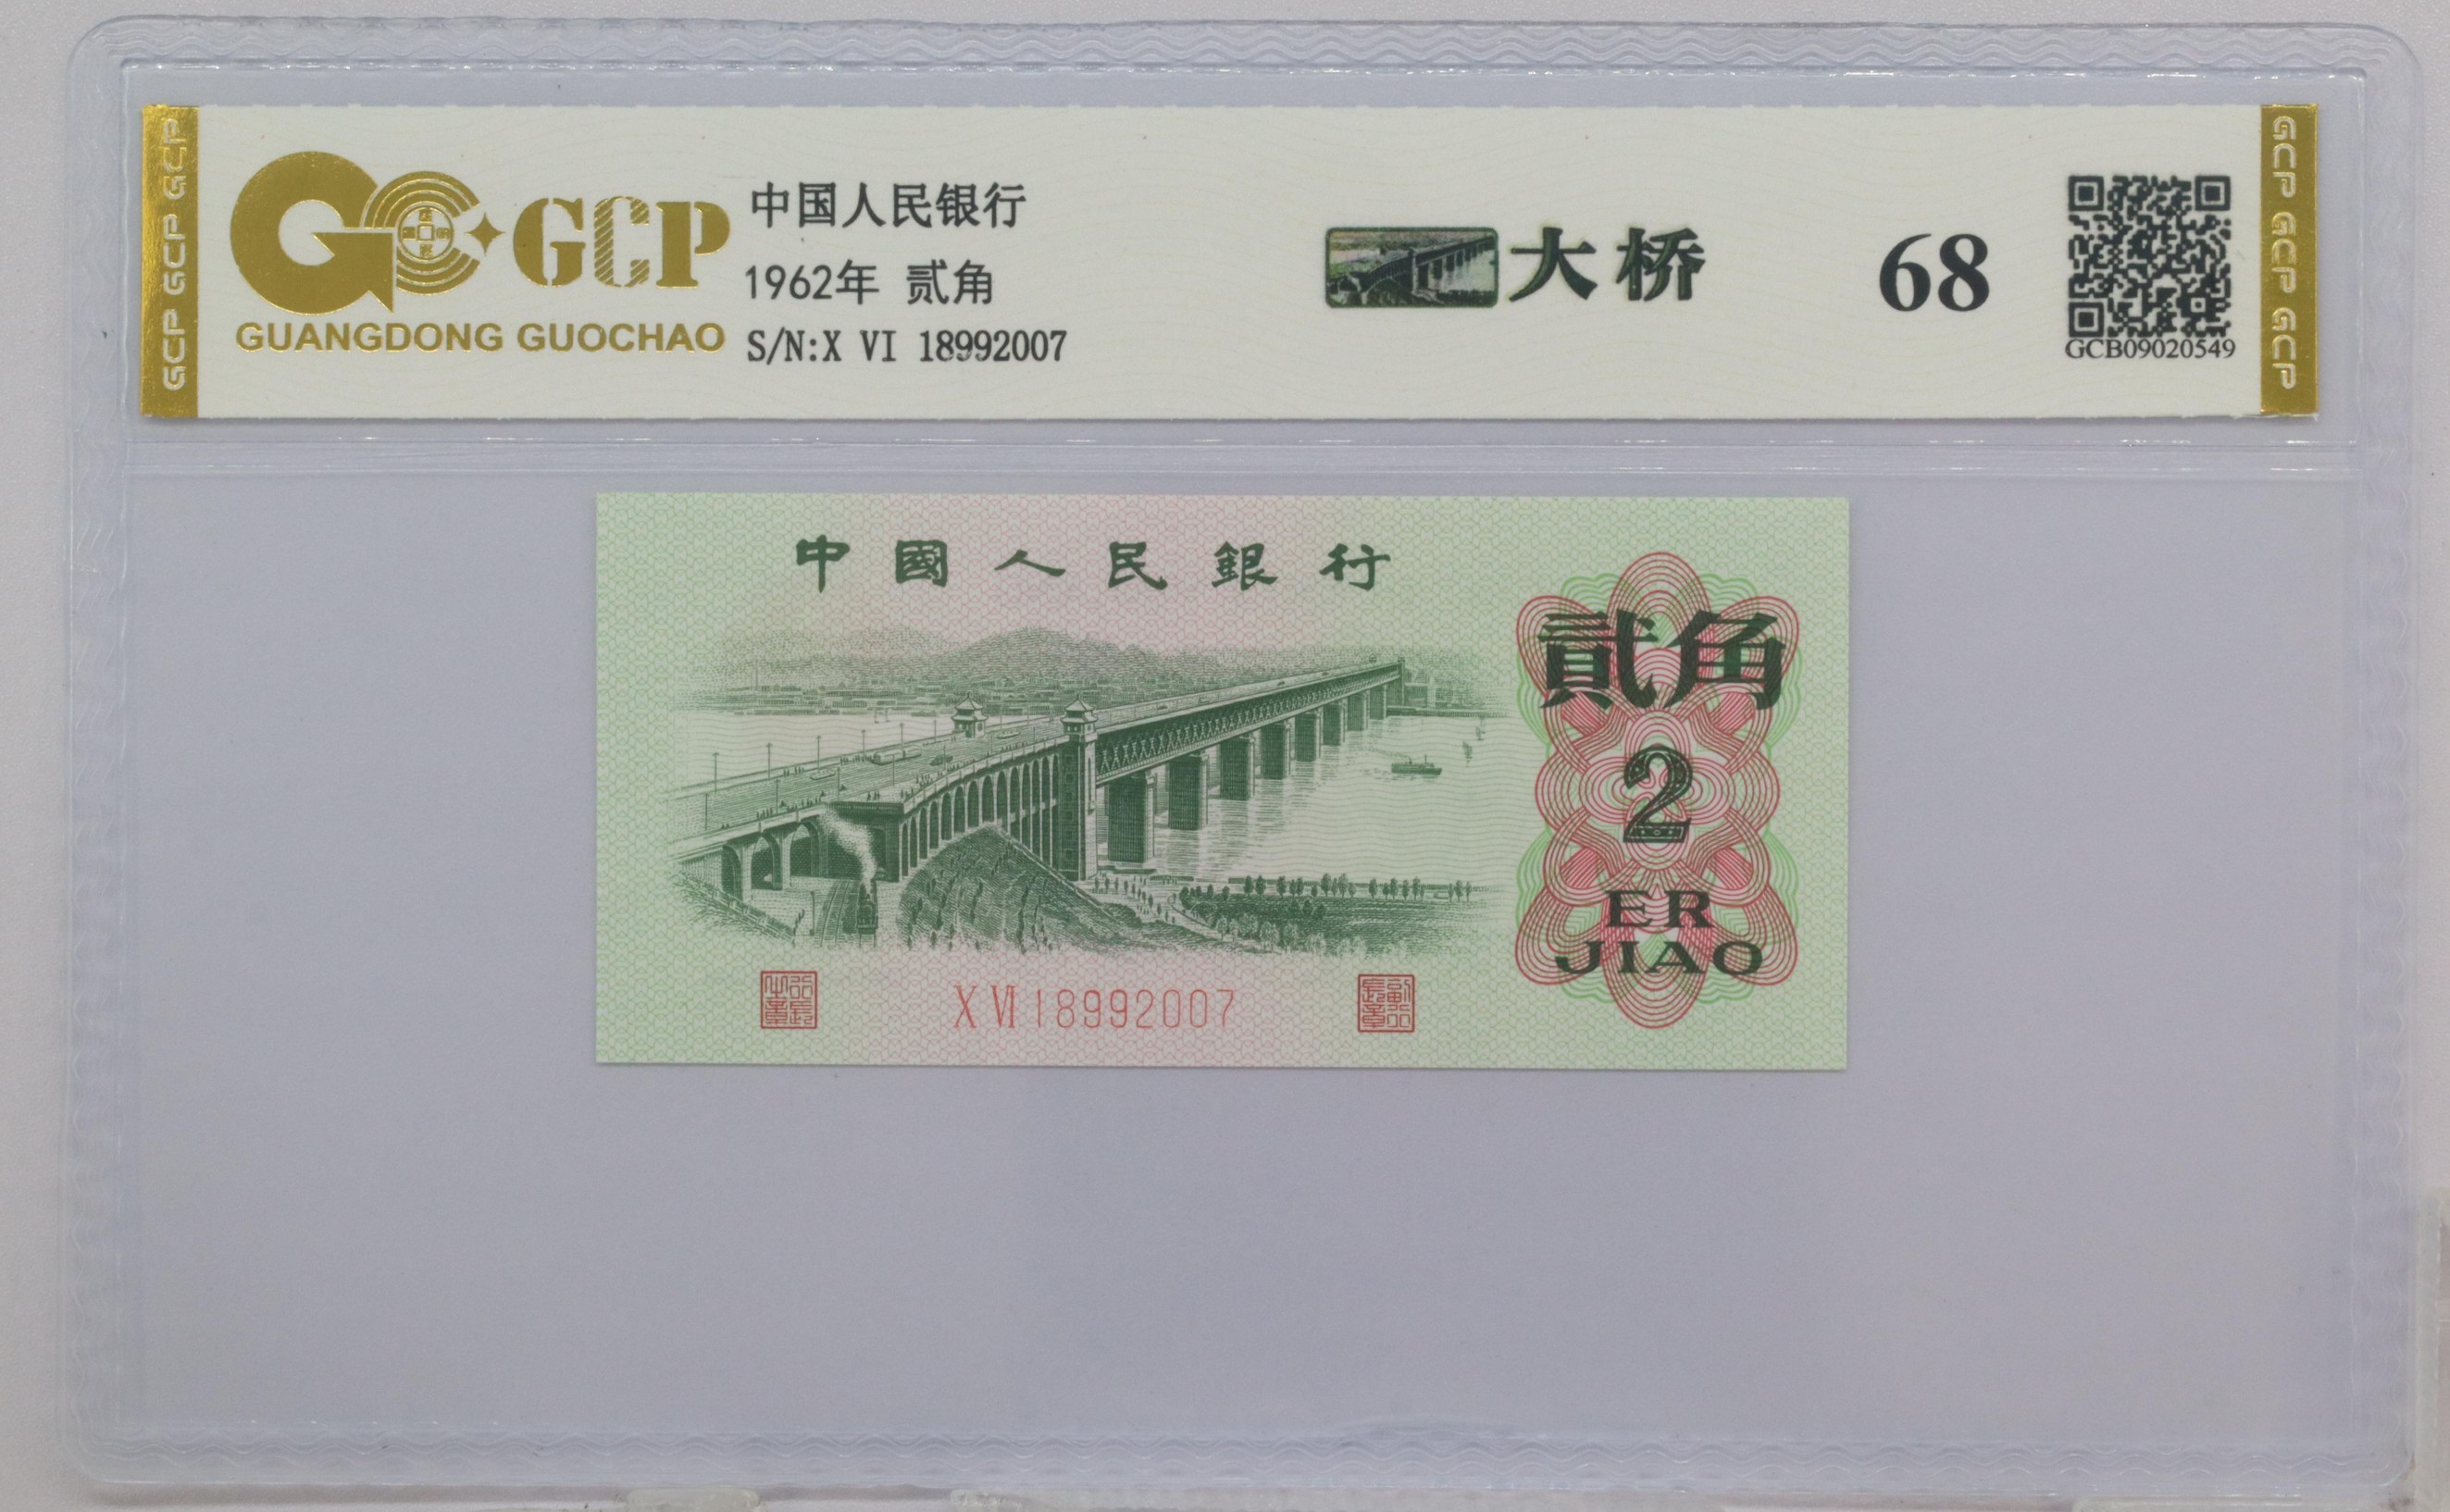 GCP GCP GCP
GCP
GUANGDONG GUOCHAO
中国人民银行
1962年 贰角
S/N:X VI 18992007
大桥
68
GCB09020549
GCP GCP GCP
中國人民銀行
貳角
2
ER
JIAO
X VI 18992007